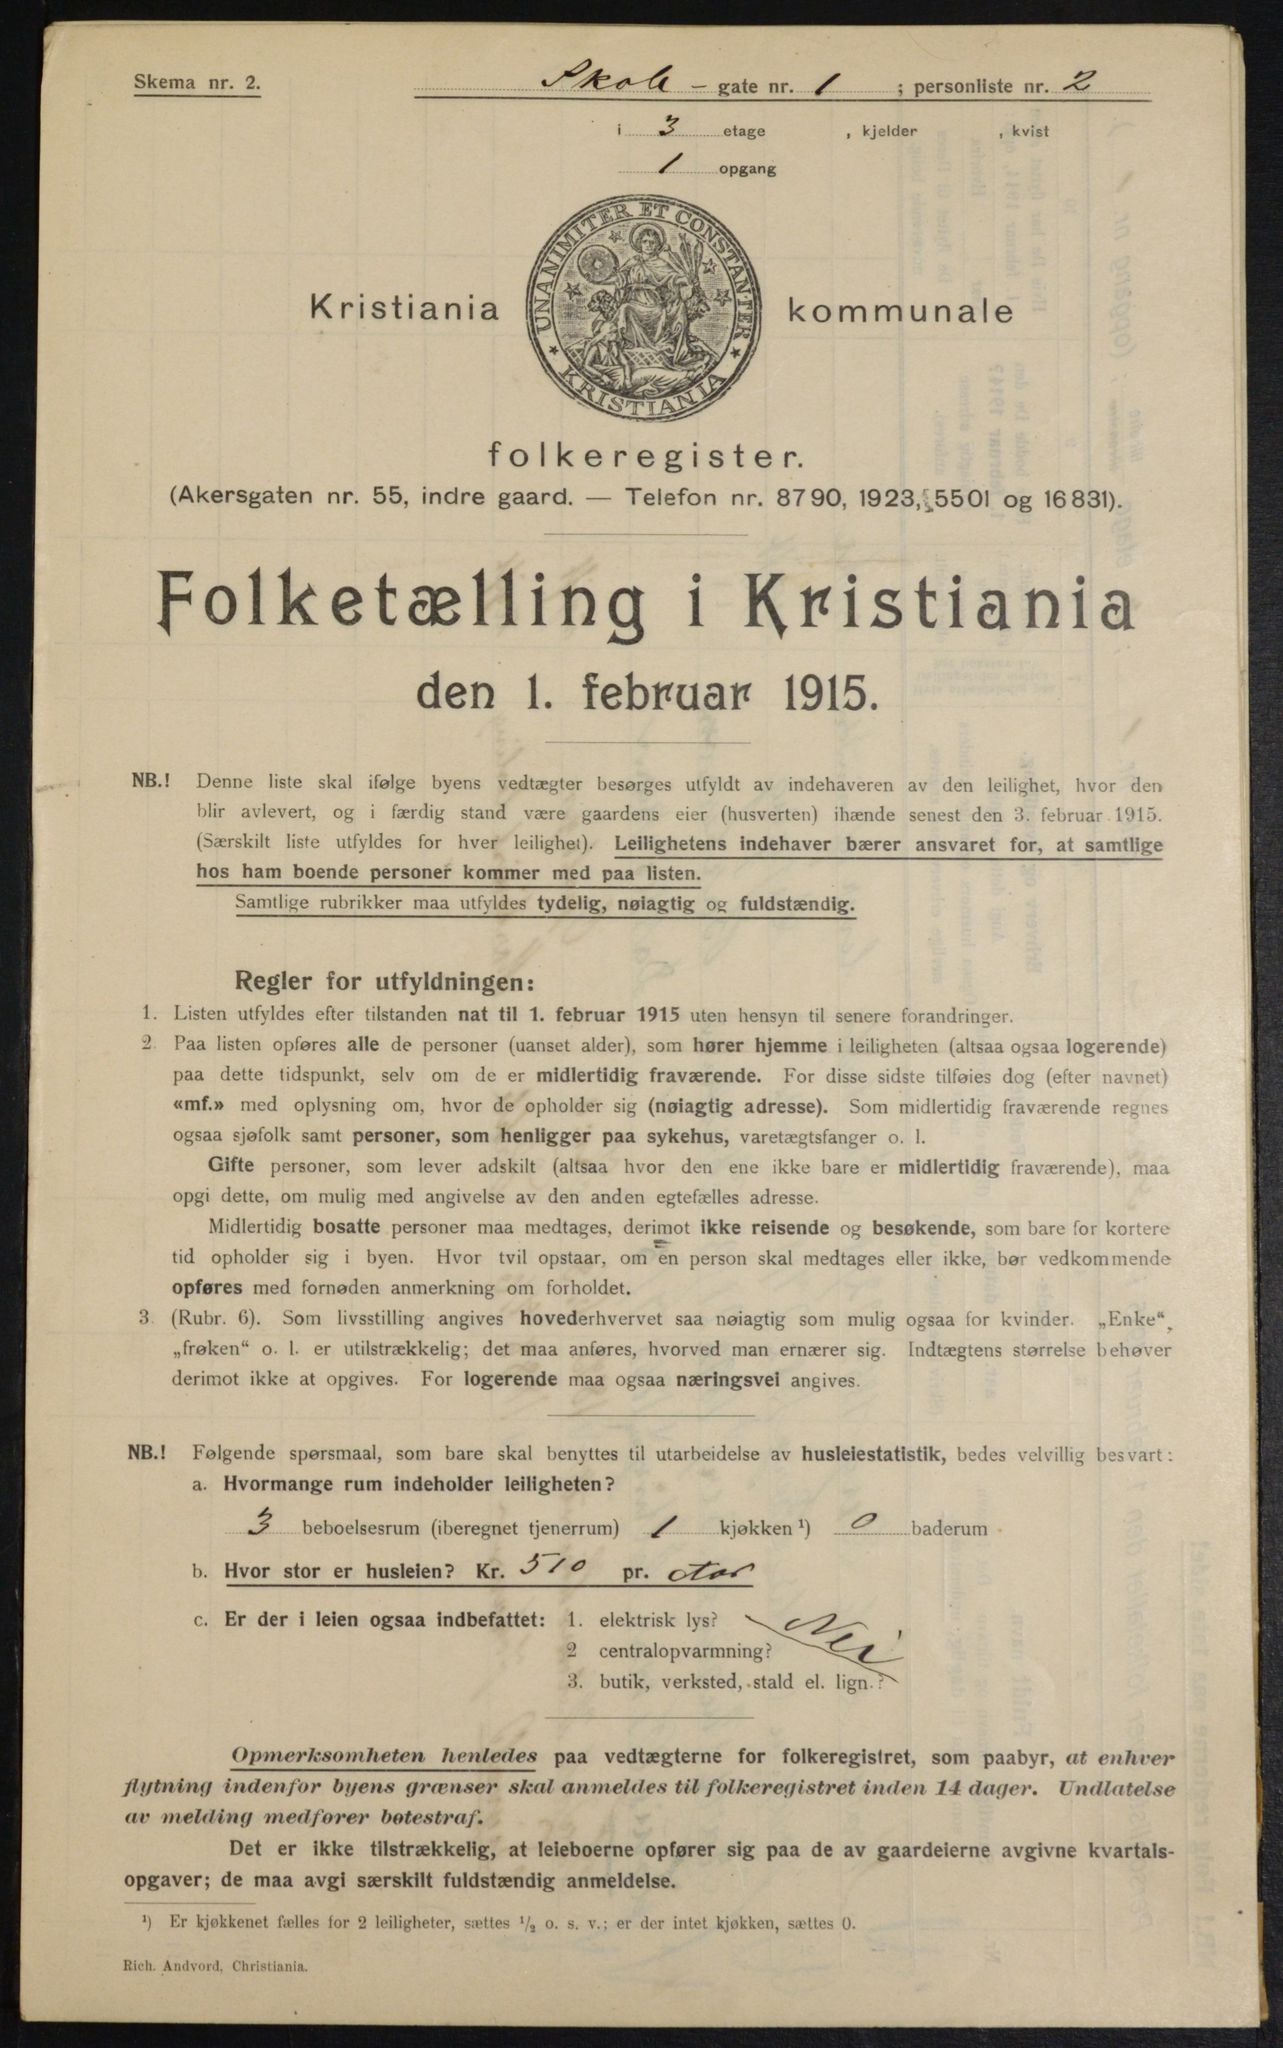 Skema nr. 2.
Skole - gate nr. 1 ; personliste nr. 2
i 3 etage , kjelder , kvist
1 opgang
UNANIMITER ET CONSTANTER
KRISTIANIA
Kristiania kommunale
folkeregister.
(Akersgaten nr. 55, indre gaard. — Telefon nr. 8790, 1923, 5501 og 16831).
Folketælling i Kristiania
den 1. februar 1915.
NB.! Denne liste skal ifølge byens vedtægter besørges utfyldt av indehaveren av den leilighet, hvor den
blir avlevert, og i færdig stand være gaardens eier (husverten) ihænde senest den 3. februar 1915.
(Særskilt liste utfyldes for hver leilighet). Leilighetens indehaver bærer ansvaret for, at samtlige
hos ham boende personer kommer med paa listen.
Samtlige rubrikker maa utfyldes tydelig, nøiagtig og fuldstændig.
Regler for utfyldningen:
1. Listen utfyldes efter tilstanden nat til 1. februar 1915 uten hensyn til senere forandringer.
2. Paa listen opføres alle de personer (uanset alder), som hører hjemme i leiligheten (altsaa ogsaa logerende)
paa dette tidspunkt, selv om de er midlertidig fraværende. For disse sidste tilføies dog (efter navnet)
«mf.» med oplysning om, hvor de opholder sig (nøiagtig adresse). Som midlertidig fraværende regnes
ogsaa sjøfolk samt personer, som henligger paa sykehus, varetægtsfanger o. l.
Gifte personer, som lever adskilt (altsaa hvor den ene ikke bare er midlertidig fraværende), maa
opgi dette, om mulig med angivelse av den anden egtefælles adresse.
Midlertidig bosatte personer maa medtages, derimot ikke reisende og besøkende, som bare for kortere
tid opholder sig i byen. Hvor tvil opstaar, om en person skal medtages eller ikke, bør vedkommende
opføres med fornøden anmerkning om forholdet.
3. (Rubr. 6). Som livsstilling angives hovederhvervet saa nøiagtig som mulig ogsaa for kvinder. „Enke“,
„frøken“ o. l. er utilstrækkelig; det maa anføres, hvorved man ernærer sig. Indtægtens størrelse behøver
derimot ikke at opgives. For logerende maa ogsaa næringsvei angives.
NB.! Følgende spørsmaal, som bare skal benyttes til utarbeidelse av husleiestatistik, bedes velvillig besvart:
a. Hvormange rum indeholder leiligheten?
3 beboelsesrum (iberegnet tjenerrum) 1 kjøkken ¹) 0 baderum
b. Hvor stor er husleien? Kr. 510 pr. Aar
c. Er der i leien ogsaa indbefattet: 1. elektrisk lys?
2 centralopvarmning? Nei
3. butik, verksted, stald el. lign.?
Opmerksomheten henledes paa vedtægterne for folkeregistret, som paabyr, at enhver
flytning indenfor byens grænser skal anmeldes til folkeregistret inden 14 dager. Undlatelse
av melding medfører bøtestraf.
Det er ikke tilstrækkelig, at leieboerne opfører sig paa de av gaardeierne avgivne kvartals-
opgaver; de maa avgi særskilt fuldstændig anmeldelse.
¹) Er kjøkkenet fælles for 2 leiligheter, sættes ½ o. s. v.; er der intet kjøkken, sættes 0.
Rich. Andvord, Christiania.